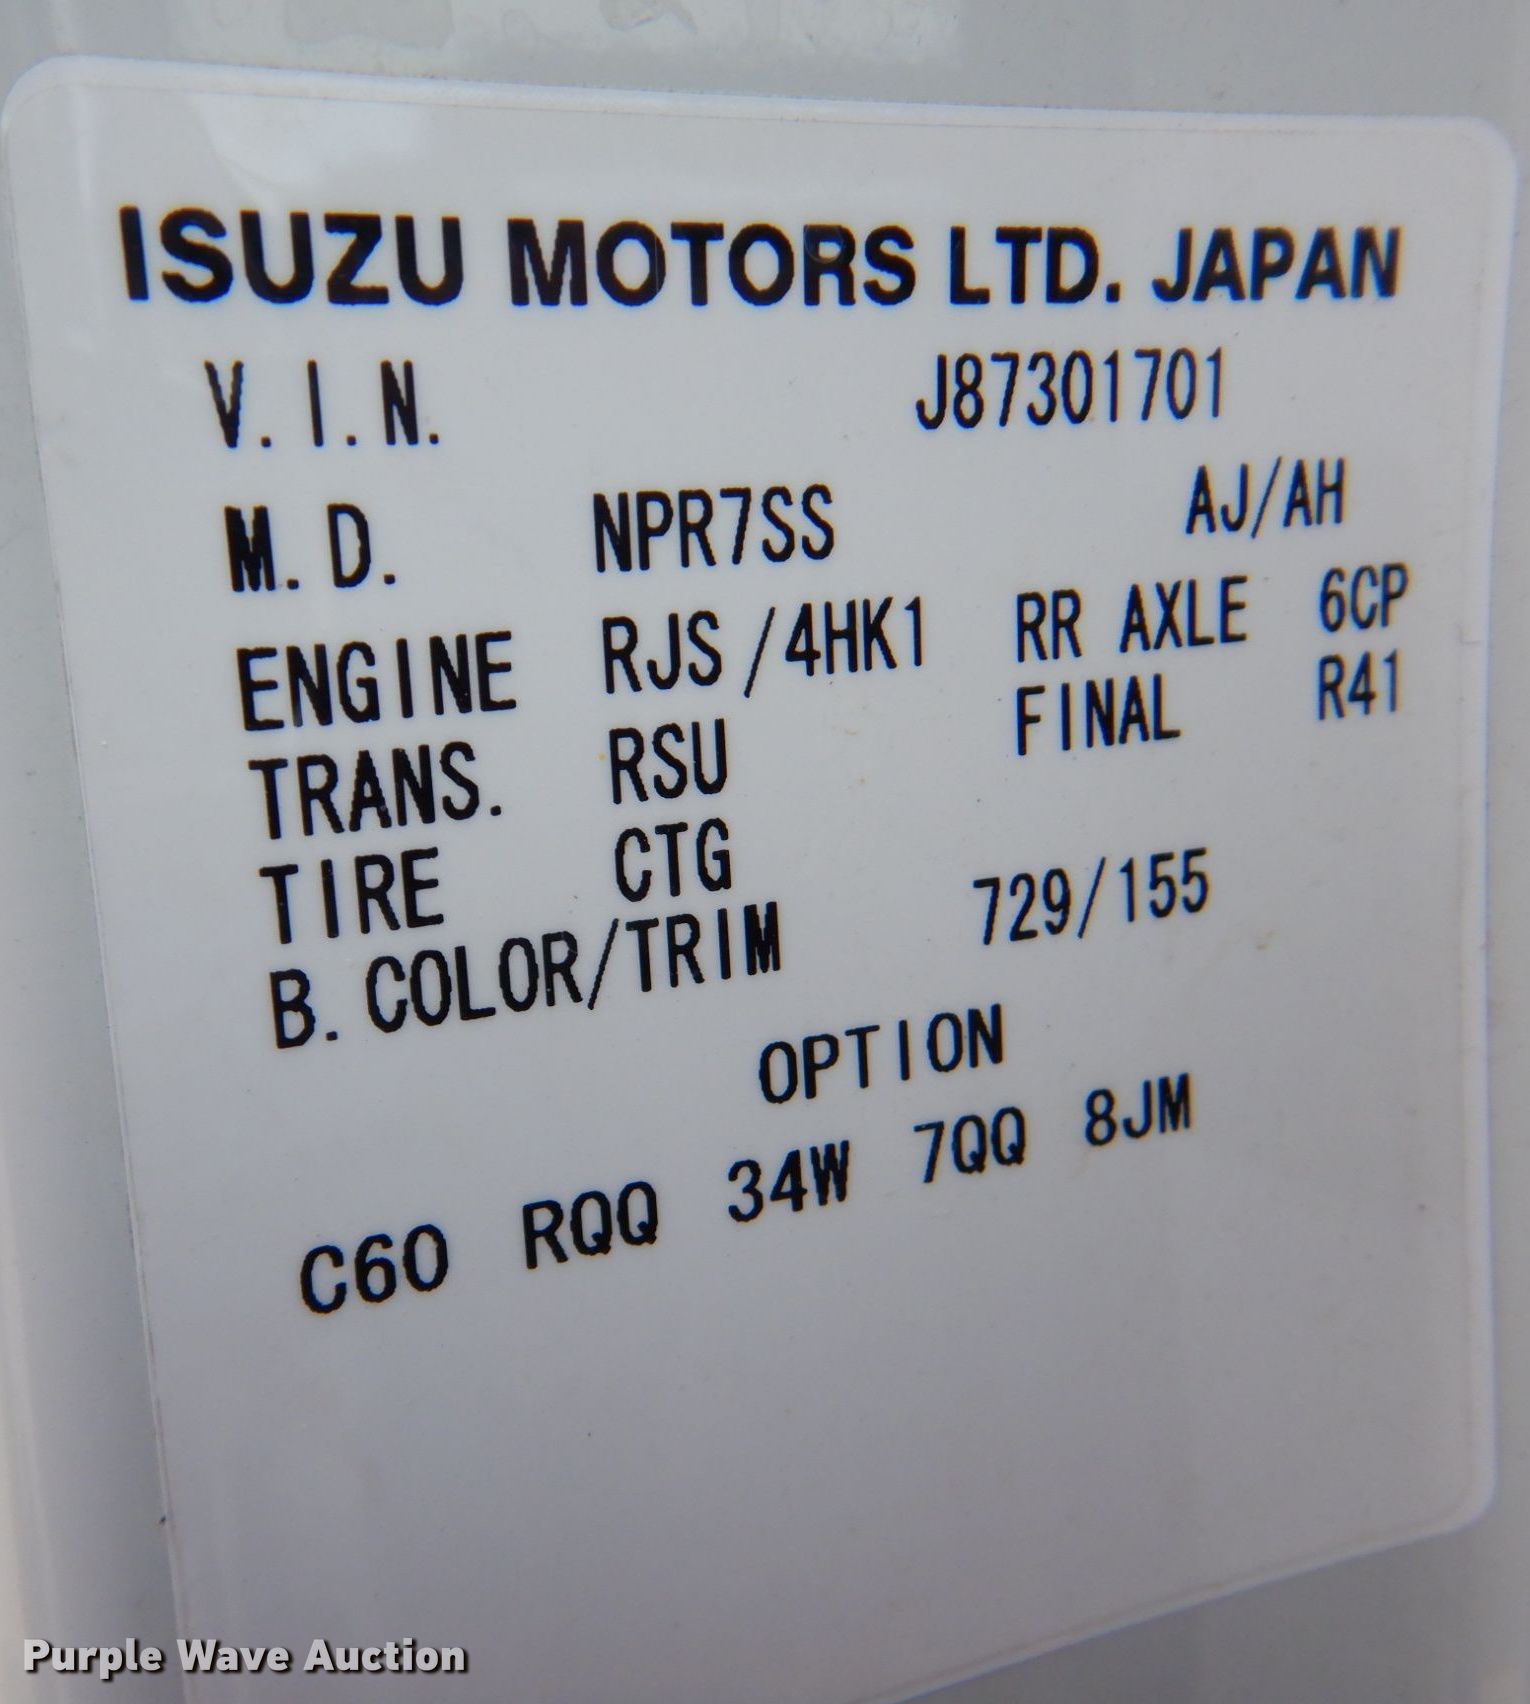 ISUZU MOTORS LTD. JAPAN
V.I.N. J87301701
M.D. NPR7SS AJ/AH
ENGINE RJS/4HK1 RR AXLE 6CP
TRANS. RSU FINAL R41
TIRE CTG
B.COLOR/TRIM 729/155
OPTION
C60 RQQ 34W 7QQ 8JM
Purple Wave Auction